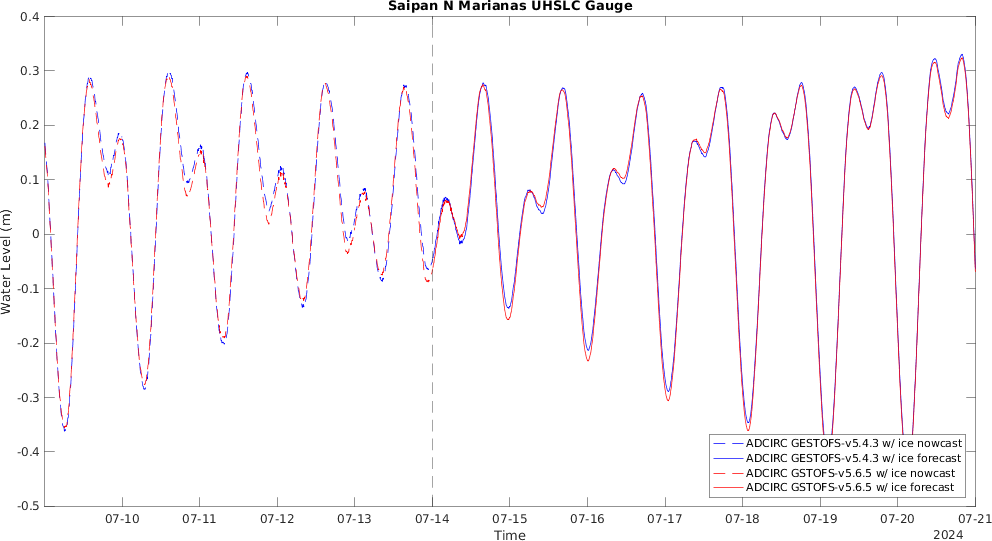 Saipan N Marianas UHSLC Gauge
Water Level (m)
0.4
0.3
0.2
0.1
0
-0.1
-0.2
-0.3
-0.4
-0.5
ADCIRC GESTOFS-v5.4.3 w/ ice nowcast
ADCIRC GESTOFS-v5.4.3 w/ ice forecast
ADCIRC GSTOFS-v5.6.5 w/ ice nowcast
ADCIRC GSTOFS-v5.6.5 w/ ice forecast
07-10 07-11 07-12 07-13 07-14 07-15 07-16 07-17 07-18 07-19 07-20 07-21
Time
2024